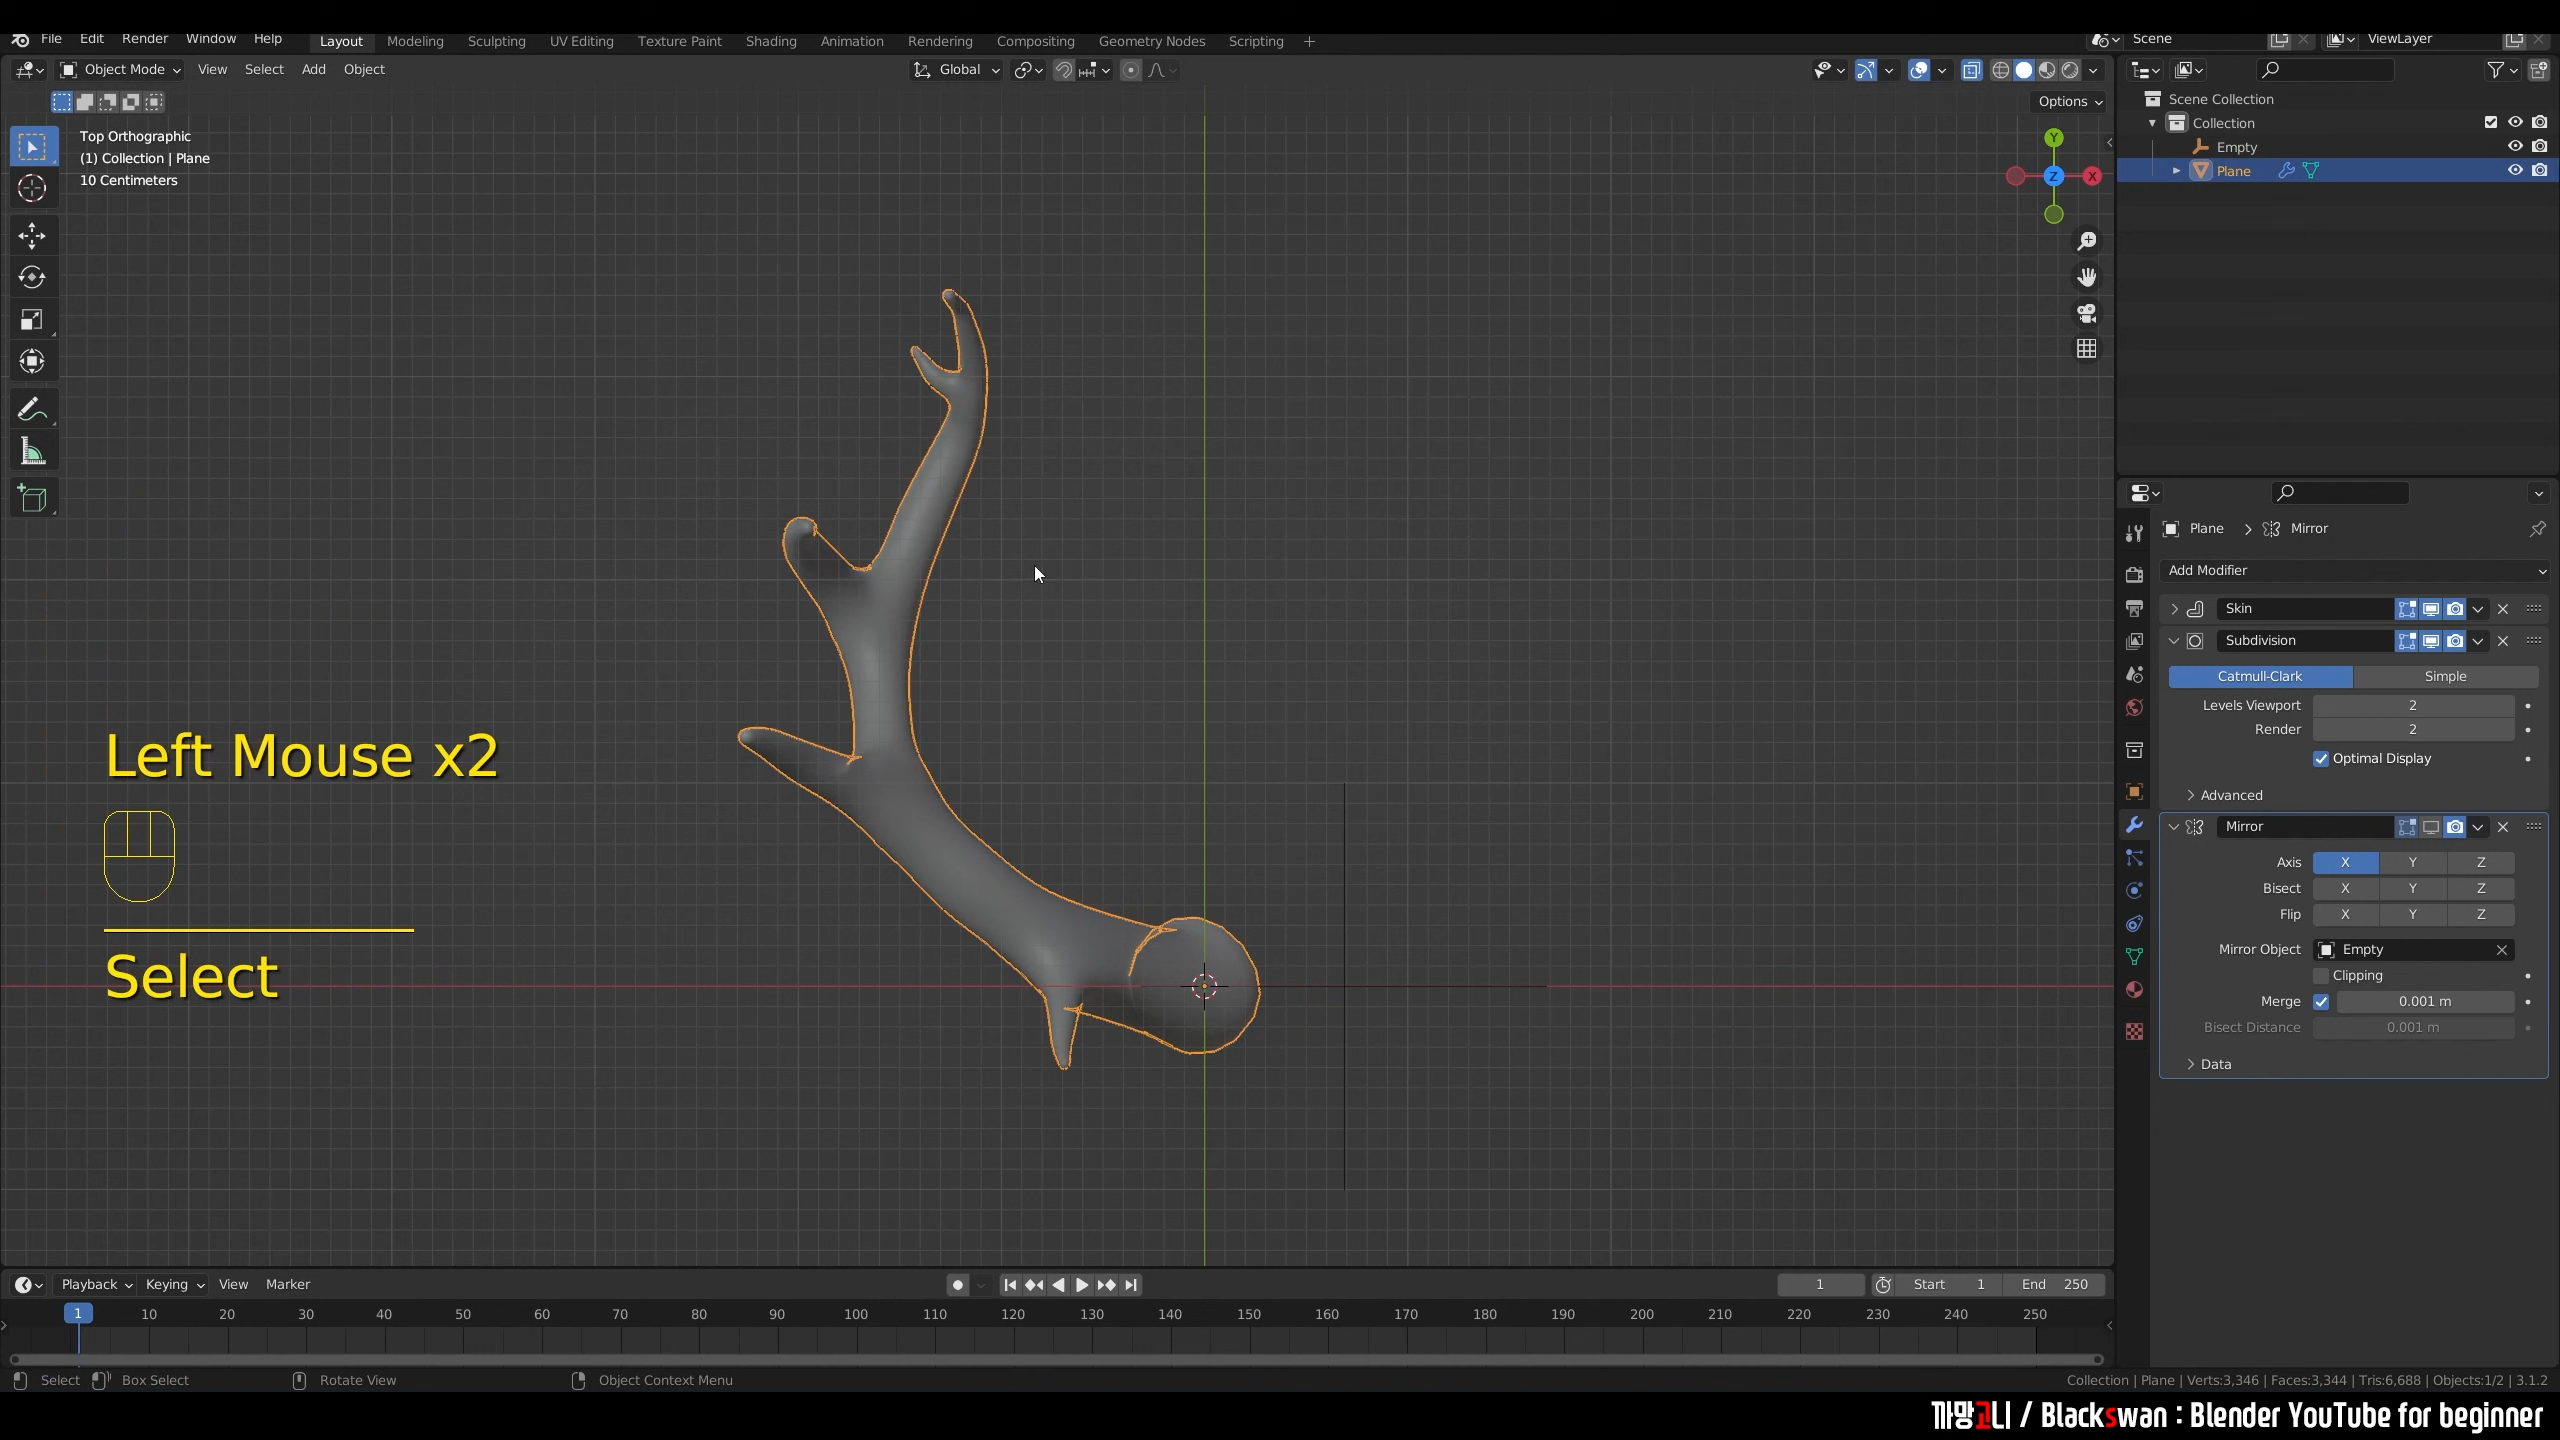 File Edit Render Window Help Layout Modeling Sculpting UV Editing Texture Paint Shading Animation Rendering Compositing Geometry Nodes Scripting + Scene ViewLayer
Object Mode View Select Add Object Global
Options
Top Orthographic
(1) Collection | Plane
10 Centimeters
Y
Z X
Scene Collection
Collection
Empty
Plane
Plane > Mirror
Add Modifier
Skin
Subdivision
Catmull-Clark Simple
Levels Viewport 2
Render 2
Optimal Display
Advanced
Mirror
Axis X Y Z
Bisect X Y Z
Flip X Y Z
Mirror Object Empty
Clipping
Merge 0.001 m
Bisect Distance 0.001 m
Data
Left Mouse x2
Select
Playback Keying View Marker 1 Start 1 End 250
1 10 20 30 40 50 60 70 80 90 100 110 120 130 140 150 160 170 180 190 200 210 220 230 240 250
Select Box Select Rotate View Object Context Menu Collection | Plane | Verts:3,346 | Faces:3,344 | Tris:6,688 | Objects:1/2 | 3.1.2
까망고니 / Blackswan : Blender YouTube for beginner